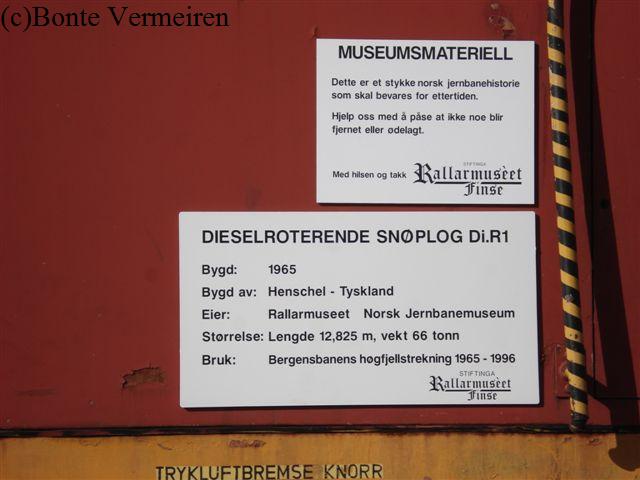 (c)Bonte Vermeiren
MUSEUMSMATERIELL
Dette er et stykke norsk jernbanehistorie
som skal bevares for ettertiden.
Hjelp oss med å påse at ikke noe blir
fjernet eller ødelagt.
Med hilsen og takk
STIFTINGA
Rallarmusèet
Finse
DIESELROTERENDE SNØPLOG Di.R1
Bygd: 1965
Bygd av: Henschel - Tyskland
Eier: Rallarmuseet Norsk Jernbanemuseum
Størrelse: Lengde 12,825 m, vekt 66 tonn
Bruk: Bergensbanens høgfjellstrekning 1965 - 1996
STIFTINGA
Rallarmusèet
Finse
TRYKLUFTBREMSE KNORR